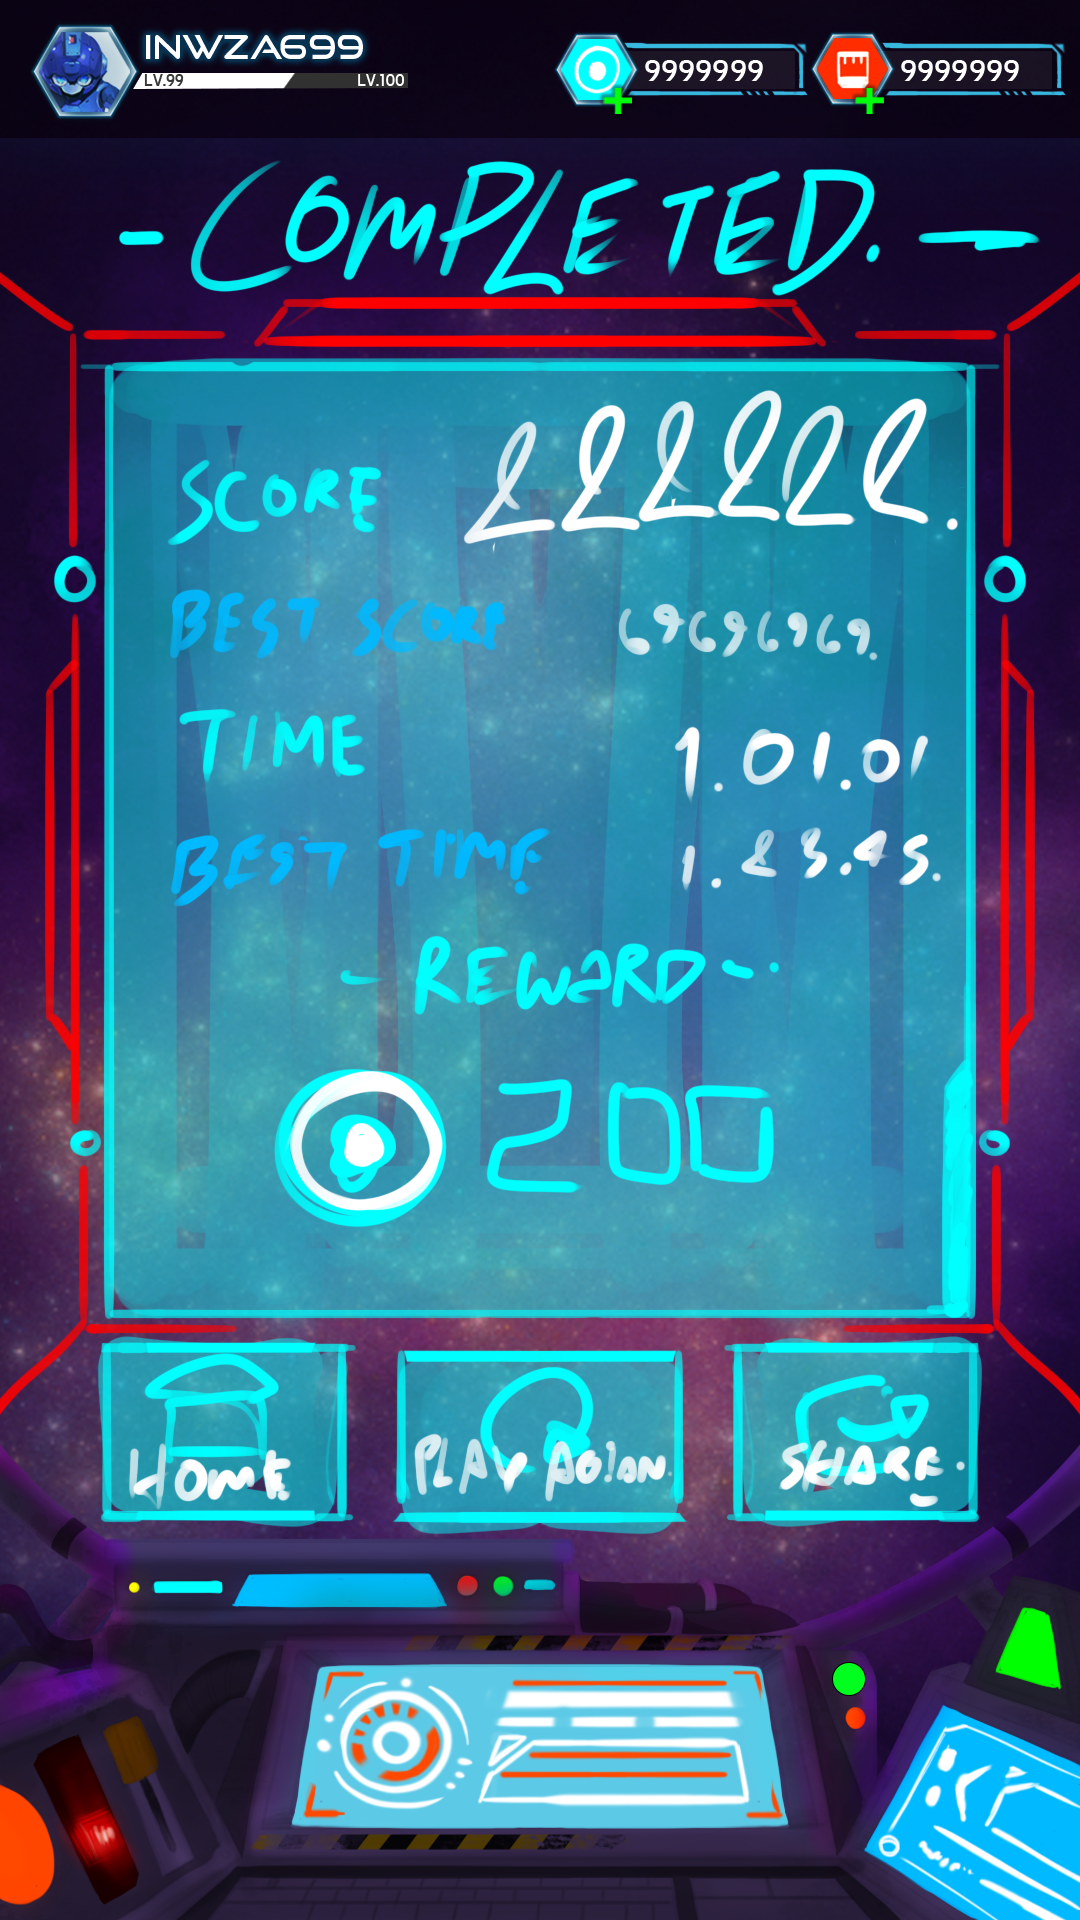 INWZA699
LV.99 LV.100
9999999 9999999
- COMPLETED. -
SCORE 222222.
BEST SCORE 69696969.
TIME 1.01.01
BEST TIME 1.23.45.
- REWARD -
200
HOME PLAY AGIAN. SHARE.